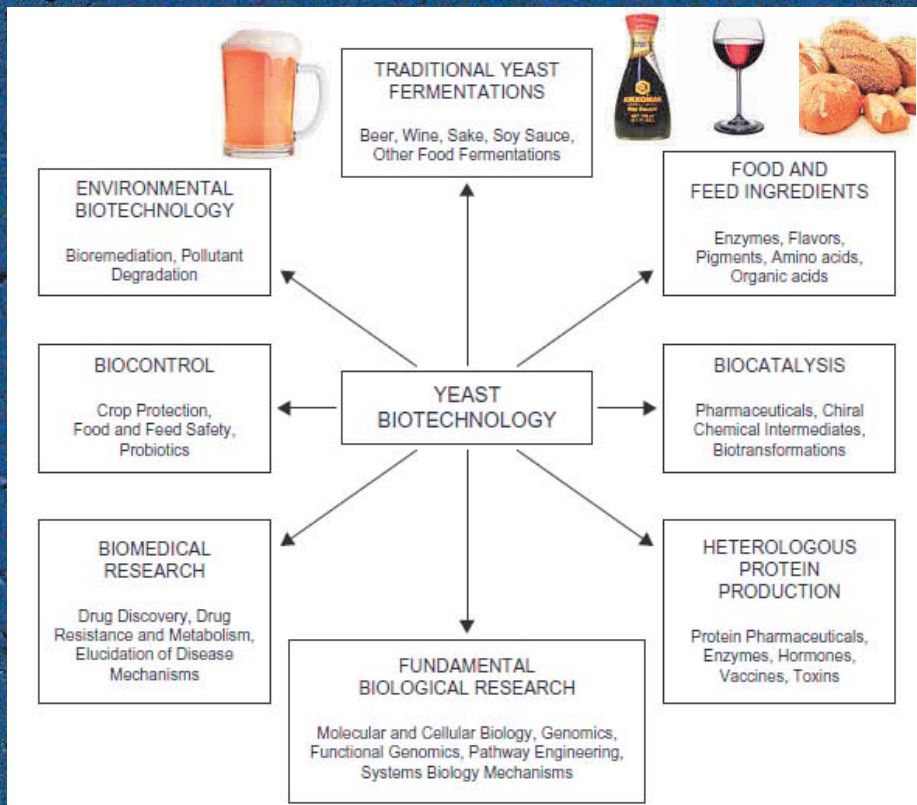 TRADITIONAL YEAST
FERMENTATIONS
Beer, Wine, Sake, Soy Sauce,
Other Food Fermentations
KIKKOMAN
ENVIRONMENTAL
BIOTECHNOLOGY
Bioremediation, Pollutant
Degradation
FOOD AND
FEED INGREDIENTS
Enzymes, Flavors,
Pigments, Amino acids,
Organic acids
BIOCONTROL
Crop Protection,
Food and Feed Safety,
Probiotics
YEAST
BIOTECHNOLOGY
BIOCATALYSIS
Pharmaceuticals, Chiral
Chemical Intermediates,
Biotransformations
BIOMEDICAL
RESEARCH
Drug Discovery, Drug
Resistance and Metabolism,
Elucidation of Disease
Mechanisms
HETEROLOGOUS
PROTEIN
PRODUCTION
Protein Pharmaceuticals,
Enzymes, Hormones,
Vaccines, Toxins
FUNDAMENTAL
BIOLOGICAL RESEARCH
Molecular and Cellular Biology, Genomics,
Functional Genomics, Pathway Engineering,
Systems Biology Mechanisms